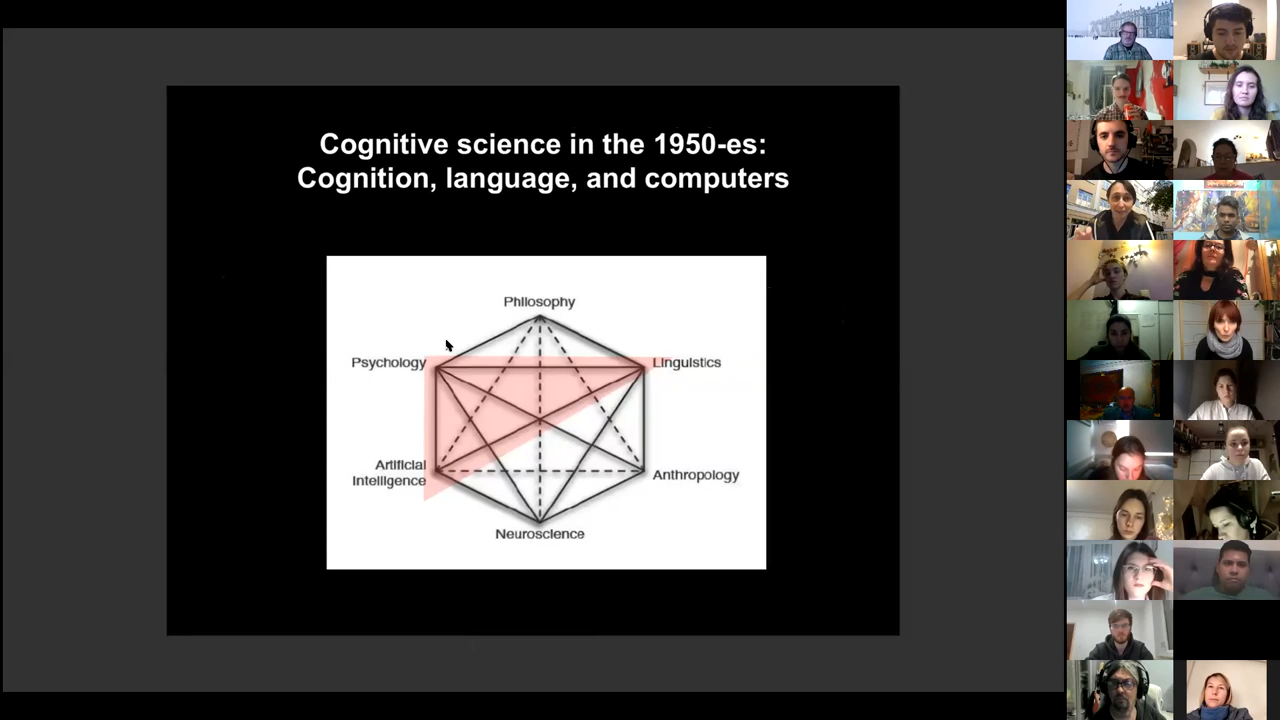 Cognitive science in the 1950-es:
Cognition, language, and computers
Philosophy
Psychology
Linguistics
Artificial
Intelligence
Anthropology
Neuroscience